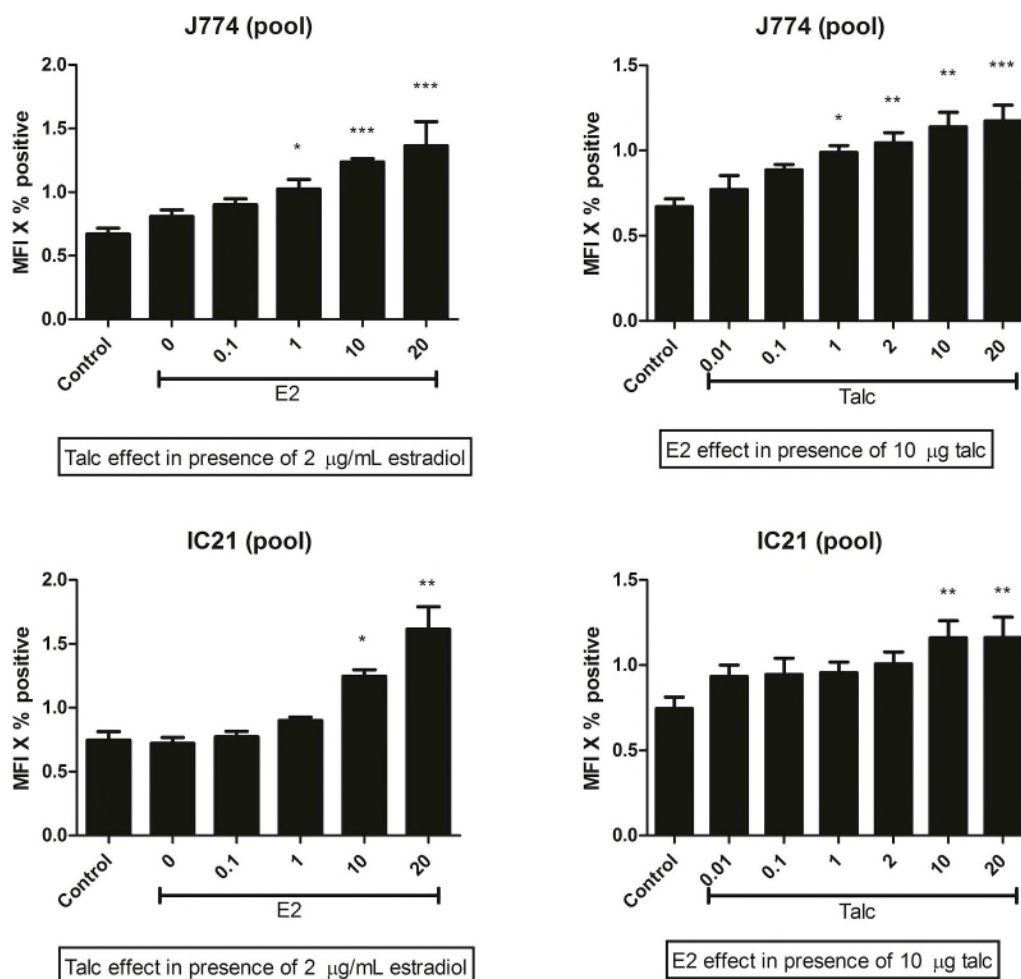 J774 (pool)
MFI X % positive
2.0
1.5
1.0
0.5
0.0
*
***
***
Control
0
0.1
1
10
20
E2
Talc effect in presence of 2 μg/mL estradiol
J774 (pool)
MFI X % positive
1.5
1.0
0.5
0.0
*
**
**
***
Control
0.01
0.1
1
2
10
20
Talc
E2 effect in presence of 10 μg talc
IC21 (pool)
MFI X % positive
2.0
1.5
1.0
0.5
0.0
*
**
Control
0
0.1
1
10
20
E2
Talc effect in presence of 2 μg/mL estradiol
IC21 (pool)
MFI X % positive
1.5
1.0
0.5
0.0
**
**
Control
0.01
0.1
1
2
10
20
Talc
E2 effect in presence of 10 μg talc